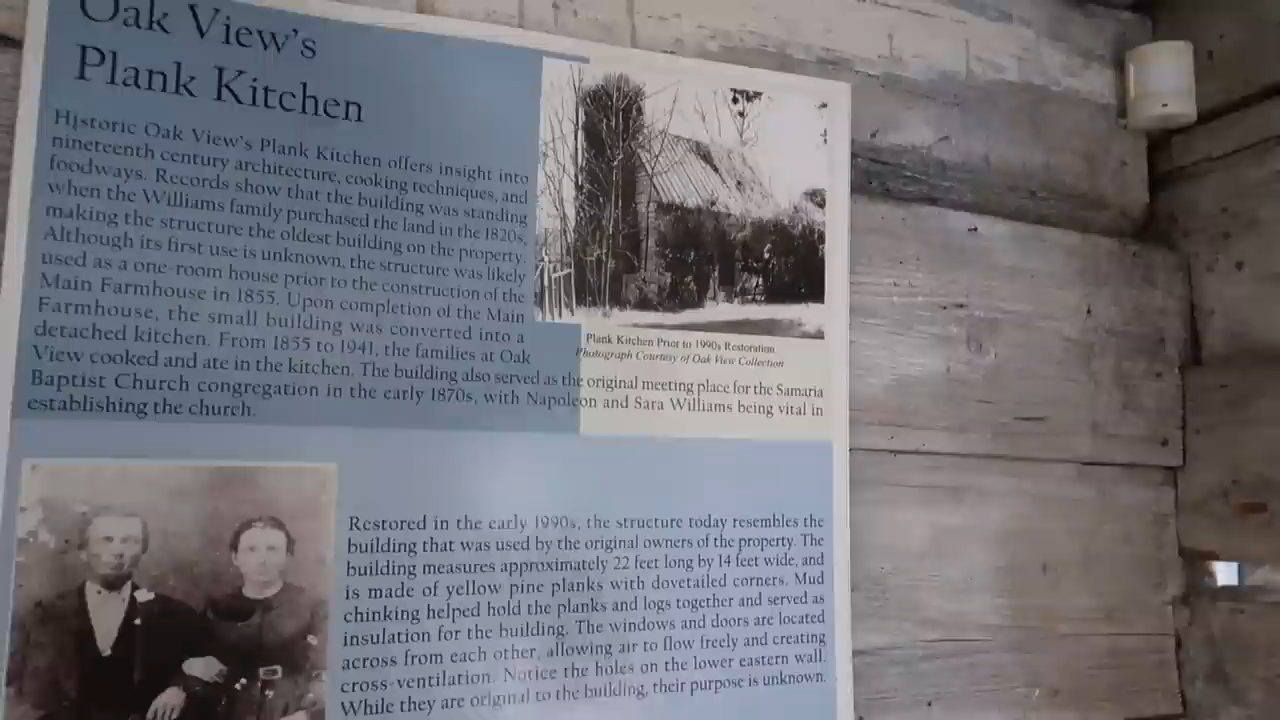 Oak View's
Plank Kitchen
Historic Oak View's Plank Kitchen offers insight into
nineteenth century architecture, cooking techniques, and
foodways. Records show that the building was standing
when the Williams family purchased the land in the 1820s,
making the structure the oldest building on the property.
Although its first use is unknown, the structure was likely
used as a one-room house prior to the construction of the
Main Farmhouse in 1855. Upon completion of the Main
Farmhouse, the small building was converted into a
detached kitchen. From 1855 to 1941, the families at Oak
View cooked and ate in the kitchen. The building also served as the original meeting place for the Samaria
Baptist Church congregation in the early 1870s, with Napoleon and Sara Williams being vital in
establishing the church.
Plank Kitchen Prior to 1990s Restoration.
Photograph Courtesy of Oak View Collection
Restored in the early 1990s, the structure today resembles the
building that was used by the original owners of the property. The
building measures approximately 22 feet long by 14 feet wide, and
is made of yellow pine planks with dovetailed corners. Mud
chinking helped hold the planks and logs together and served as
insulation for the building. The windows and doors are located
across from each other, allowing air to flow freely and creating
cross-ventilation. Notice the holes on the lower eastern wall.
While they are original to the building, their purpose is unknown.